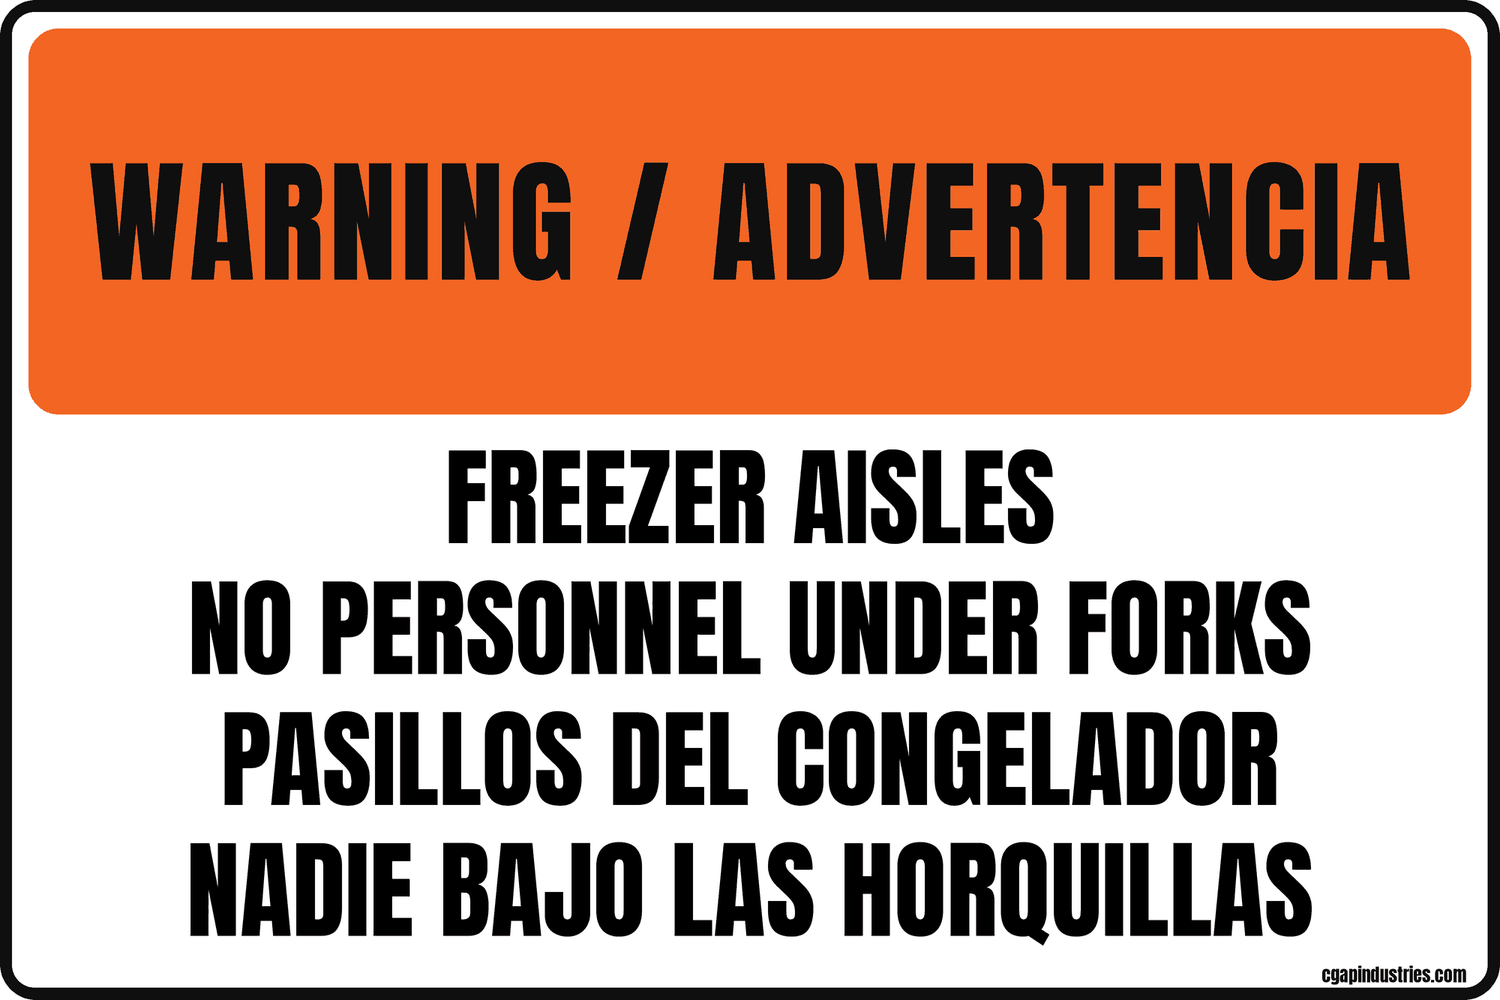 WARNING / ADVERTENCIA
FREEZER AISLES
NO PERSONNEL UNDER FORKS
PASILLOS DEL CONGELADOR
NADIE BAJO LAS HORQUILLAS
cgapindustries.com